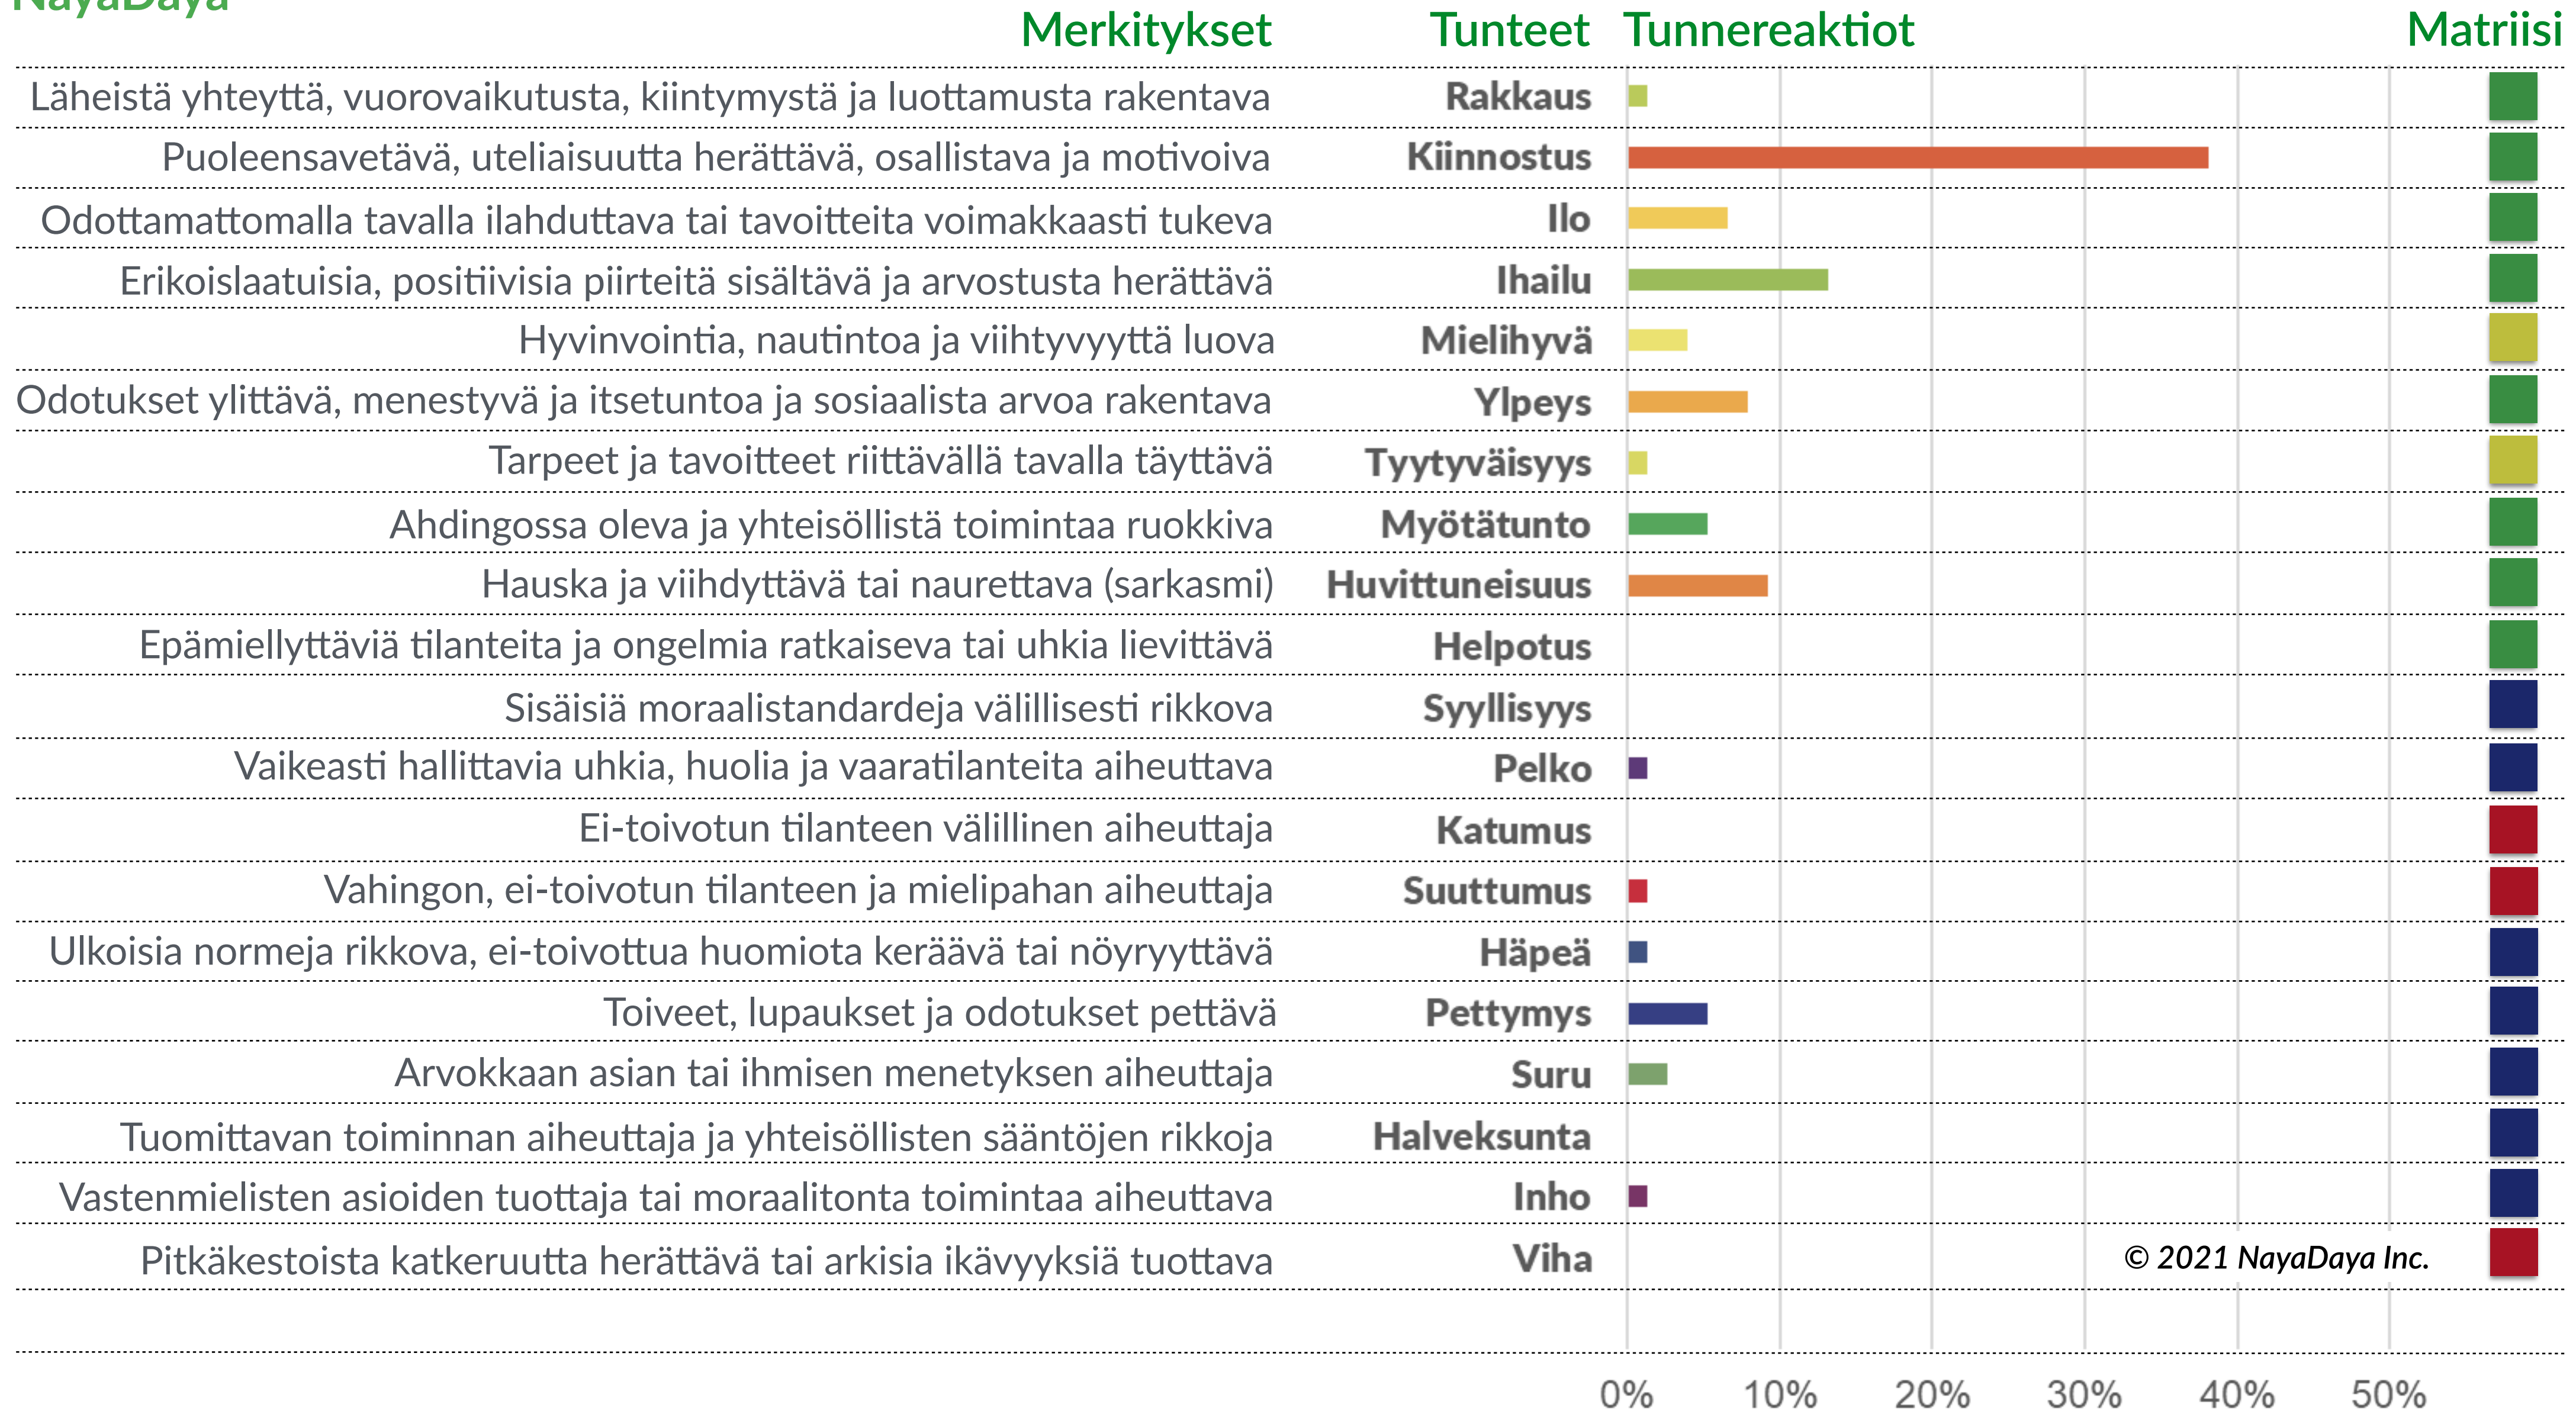 NayaDaya
Merkitykset Tunteet Tunnereaktiot Matriisi
Läheistä yhteyttä, vuorovaikutusta, kiintymystä ja luottamusta rakentava Rakkaus
Puoleensavetävä, uteliaisuutta herättävä, osallistava ja motivoiva Kiinnostus
Odottamattomalla tavalla ilahduttava tai tavoitteita voimakkaasti tukeva Ilo
Erikoislaatuisia, positiivisia piirteitä sisältävä ja arvostusta herättävä Ihailu
Hyvinvointia, nautintoa ja viihtyvyyttä luova Mielihyvä
Odotukset ylittävä, menestyvä ja itsetuntoa ja sosiaalista arvoa rakentava Ylpeys
Tarpeet ja tavoitteet riittävällä tavalla täyttävä Tyytyväisyys
Ahdingossa oleva ja yhteisöllistä toimintaa ruokkiva Myötätunto
Hauska ja viihdyttävä tai naurettava (sarkasmi) Huvittuneisuus
Epämiellyttäviä tilanteita ja ongelmia ratkaiseva tai uhkia lievittävä Helpotus
Sisäisiä moraalistandardeja välillisesti rikkova Syyllisyys
Vaikeasti hallittavia uhkia, huolia ja vaaratilanteita aiheuttava Pelko
Ei-toivotun tilanteen välillinen aiheuttaja Katumus
Vahingon, ei-toivotun tilanteen ja mielipahan aiheuttaja Suuttumus
Ulkoisia normeja rikkova, ei-toivottua huomiota keräävä tai nöyryyttävä Häpeä
Toiveet, lupaukset ja odotukset pettävä Pettymys
Arvokkaan asian tai ihmisen menetyksen aiheuttaja Suru
Tuomittavan toiminnan aiheuttaja ja yhteisöllisten sääntöjen rikkoja Halveksunta
Vastenmielisten asioiden tuottaja tai moraalitonta toimintaa aiheuttava Inho
Pitkäkestoista katkeruutta herättävä tai arkisia ikävyyksiä tuottava Viha © 2021 NayaDaya Inc.
0% 10% 20% 30% 40% 50%